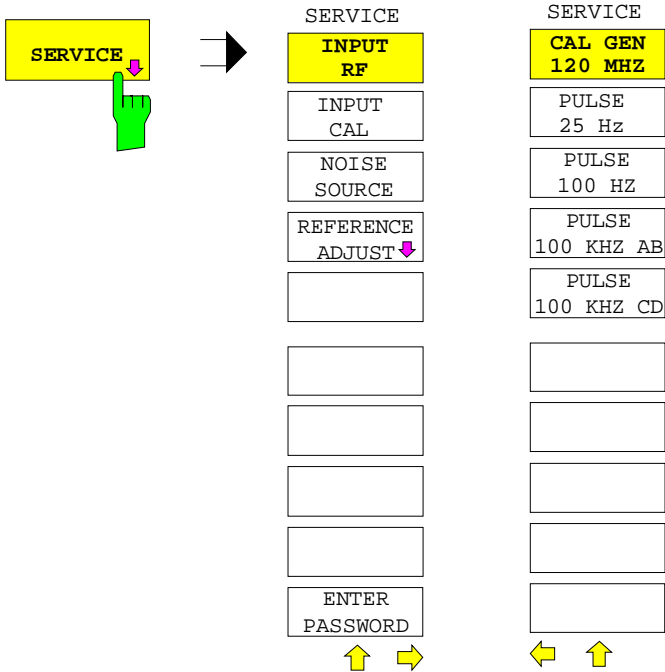 SERVICE
SERVICE
INPUT
RF
INPUT
CAL
NOISE
SOURCE
REFERENCE
ADJUST
ENTER
PASSWORD
SERVICE
CAL GEN
120 MHZ
PULSE
25 Hz
PULSE
100 HZ
PULSE
100 KHZ AB
PULSE
100 KHZ CD